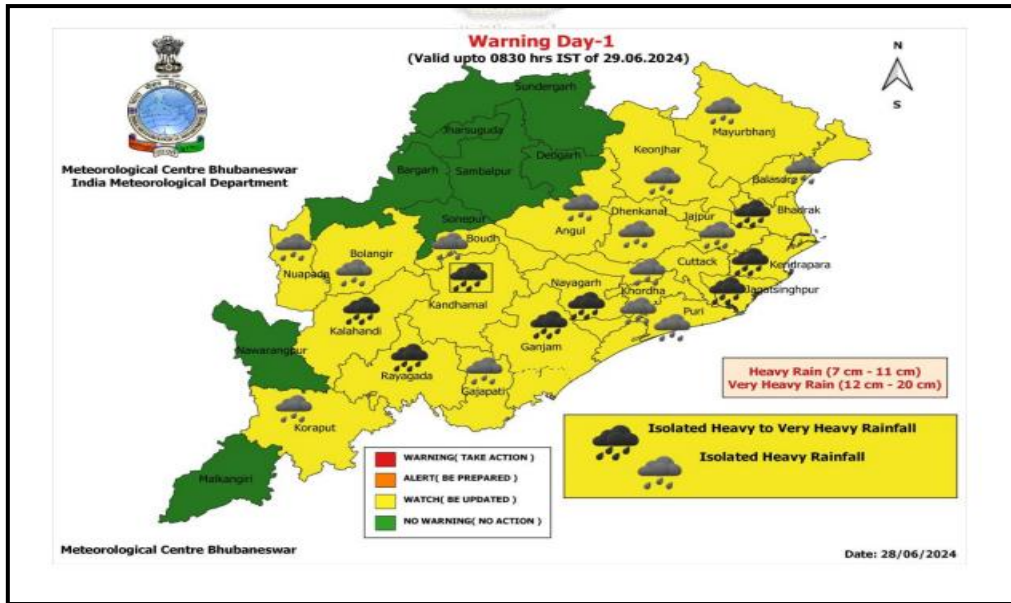 Warning Day-1
(Valid upto 0830 hrs IST of 29.06.2024)
N
S
Meteorological Centre Bhubaneswar
India Meteorological Department
Sundergarh
Jharsuguda
Deogarh
Bargarh
Sambalpur
Sonepur
Mayurbhanj
Keonjhar
Balasore
Bhadrak
Dhenkanal
Jajpur
Angul
Boudh
Bolangir
Nuapada
Cuttack
Kendrapara
Jagatsinghpur
Nayagarh
Khordha
Puri
Kandhamal
Kalahandi
Ganjam
Nawarangpur
Rayagada
Gajapati
Koraput
Malkangiri
Heavy Rain (7 cm - 11 cm)
Very Heavy Rain (12 cm - 20 cm)
Isolated Heavy to Very Heavy Rainfall
Isolated Heavy Rainfall
WARNING( TAKE ACTION )
ALERT( BE PREPARED )
WATCH( BE UPDATED )
NO WARNING( NO ACTION )
Meteorological Centre Bhubaneswar
Date: 28/06/2024